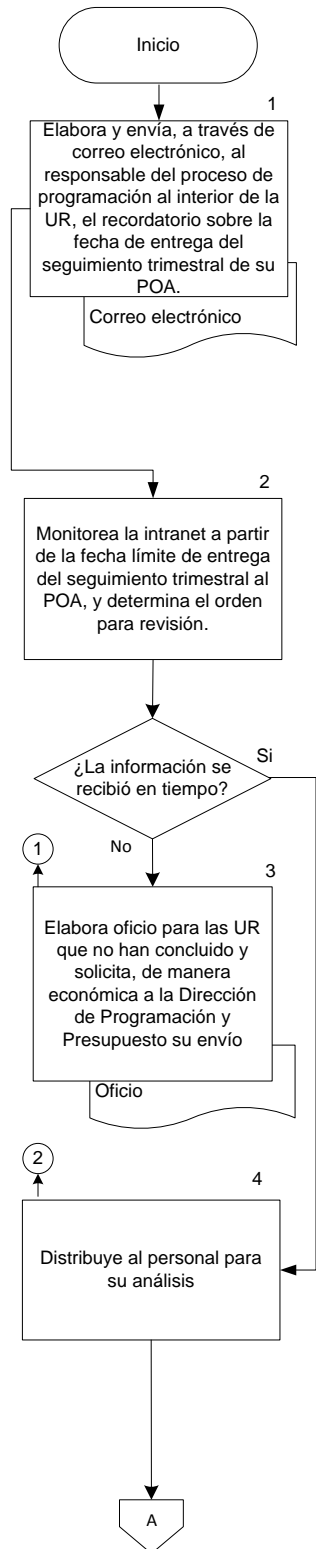 Inicio
1
Elabora y envía, a través de
correo electrónico, al
responsable del proceso de
programación al interior de la
UR, el recordatorio sobre la
fecha de entrega del
seguimiento trimestral de su
POA.
Correo electrónico
2
Monitorea la intranet a partir
de la fecha límite de entrega
del seguimiento trimestral al
POA, y determina el orden
para revisión.
¿La información se
recibió en tiempo?
Si
No
1
3
Elabora oficio para las UR
que no han concluido y
solicita, de manera
económica a la Dirección
de Programación y
Presupuesto su envío
Oficio
2
4
Distribuye al personal para
su análisis
A